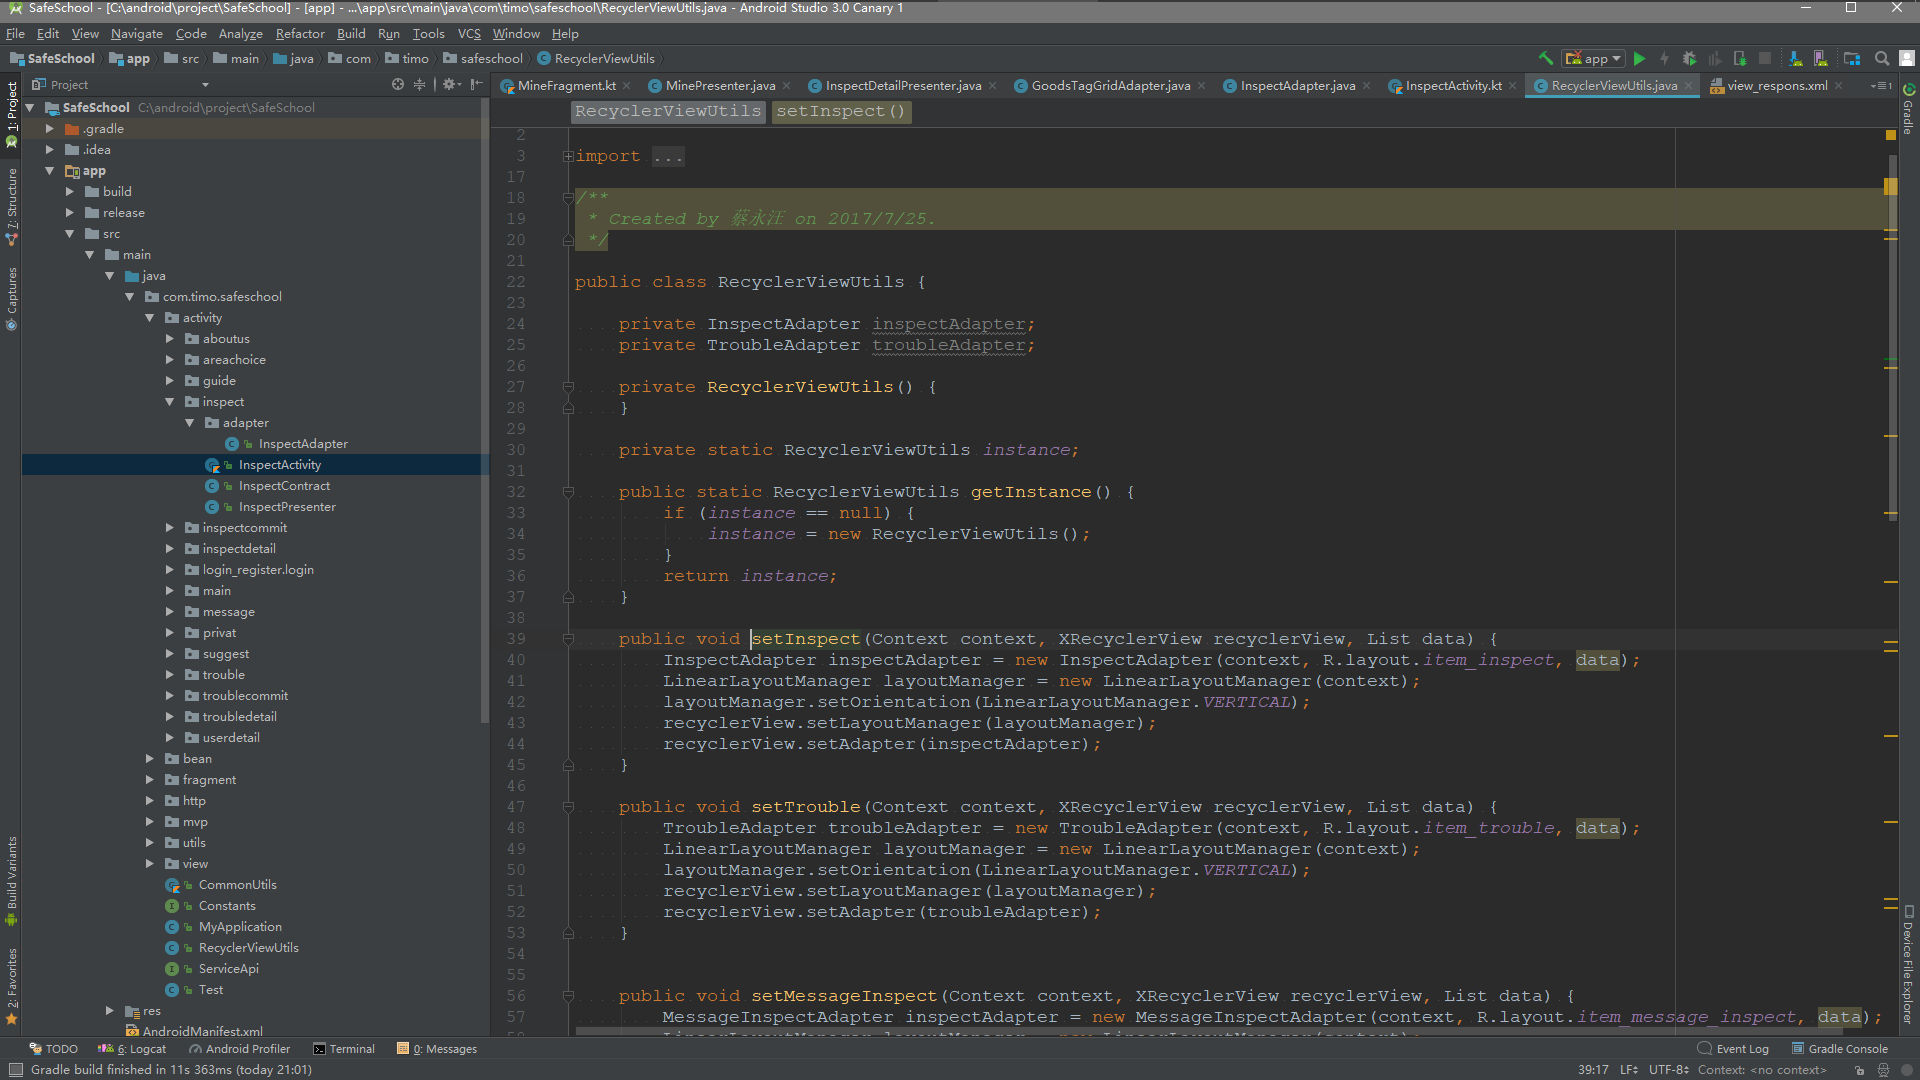 SafeSchool - [C:\android\project\SafeSchool] - [app] - ...\app\src\main\java\com\timo\safeschool\RecyclerViewUtils.java - Android Studio 3.0 Canary 1
File Edit View Navigate Code Analyze Refactor Build Run Tools VCS Window Help
SafeSchool app src main java com timo safeschool RecyclerViewUtils
app
Project
MineFragment.kt MinePresenter.java InspectDetailPresenter.java GoodsTagGridAdapter.java InspectAdapter.java InspectActivity.kt RecyclerViewUtils.java view_respons.xml
1: Project
7: Structure
Captures
Build Variants
2: Favorites
SafeSchool C:\android\project\SafeSchool
.gradle
.idea
app
build
release
src
main
java
com.timo.safeschool
activity
aboutus
areachoice
guide
inspect
adapter
InspectAdapter
InspectActivity
InspectContract
InspectPresenter
inspectcommit
inspectdetail
login_register.login
main
message
privat
suggest
trouble
troublecommit
troubledetail
userdetail
bean
fragment
http
mvp
utils
view
CommonUtils
Constants
MyApplication
RecyclerViewUtils
ServiceApi
Test
res
AndroidManifest.xml
RecyclerViewUtils setInspect()
2
3 import ...
17
18 /**
19 * Created by 蔡永汪 on 2017/7/25.
20 */
21
22 public class RecyclerViewUtils {
23
24 private InspectAdapter inspectAdapter;
25 private TroubleAdapter troubleAdapter;
26
27 private RecyclerViewUtils() {
28 }
29
30 private static RecyclerViewUtils instance;
31
32 public static RecyclerViewUtils getInstance() {
33 if (instance == null) {
34 instance = new RecyclerViewUtils();
35 }
36 return instance;
37 }
38
39 public void setInspect(Context context, XRecyclerView recyclerView, List data) {
40 InspectAdapter inspectAdapter = new InspectAdapter(context, R.layout.item_inspect, data);
41 LinearLayoutManager layoutManager = new LinearLayoutManager(context);
42 layoutManager.setOrientation(LinearLayoutManager.VERTICAL);
43 recyclerView.setLayoutManager(layoutManager);
44 recyclerView.setAdapter(inspectAdapter);
45 }
46
47 public void setTrouble(Context context, XRecyclerView recyclerView, List data) {
48 TroubleAdapter troubleAdapter = new TroubleAdapter(context, R.layout.item_trouble, data);
49 LinearLayoutManager layoutManager = new LinearLayoutManager(context);
50 layoutManager.setOrientation(LinearLayoutManager.VERTICAL);
51 recyclerView.setLayoutManager(layoutManager);
52 recyclerView.setAdapter(troubleAdapter);
53 }
54
55
56 public void setMessageInspect(Context context, XRecyclerView recyclerView, List data) {
57 MessageInspectAdapter inspectAdapter = new MessageInspectAdapter(context, R.layout.item_message_inspect, data);
Gradle
Device File Explorer
TODO 6: Logcat Android Profiler Terminal 0: Messages Event Log Gradle Console
Gradle build finished in 11s 363ms (today 21:01) 39:17 LF UTF-8 Context: <no context>